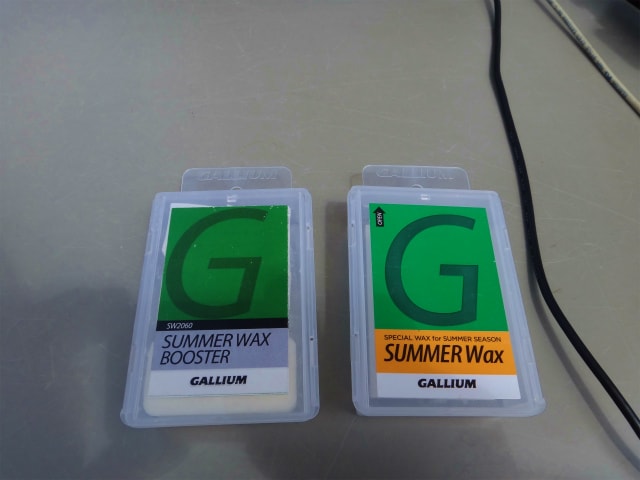 GALLIUM
G
SW2060
SUMMER WAX
BOOSTER
GALLIUM
GALLIUM
OPEN
G
SPECIAL WAX for SUMMER SEASON
SUMMER Wax
GALLIUM